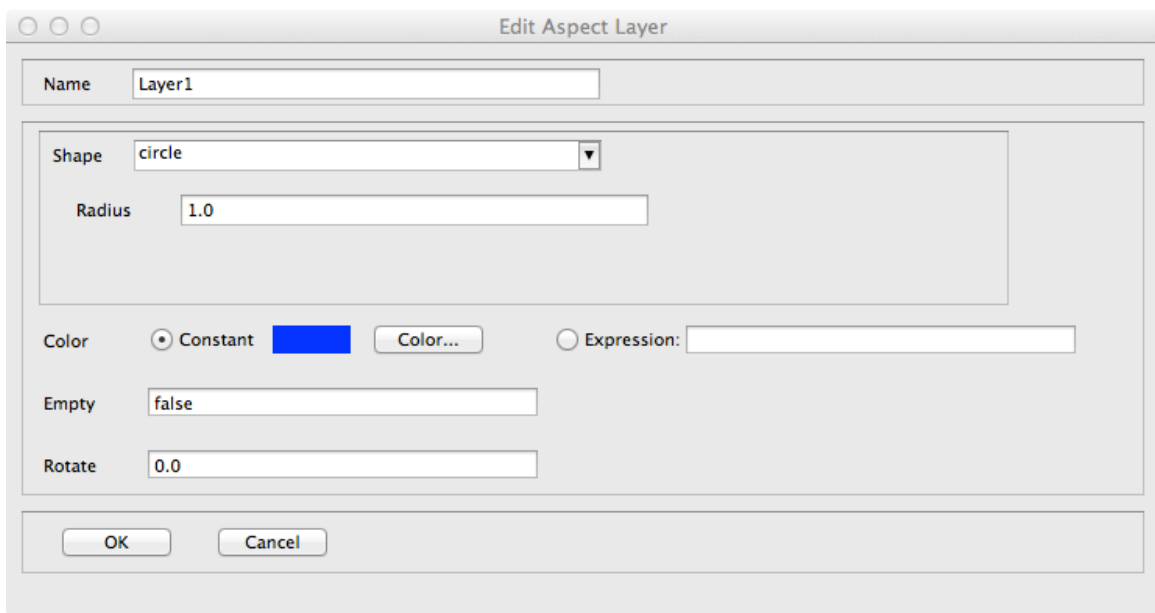 Edit Aspect Layer
Name Layer1
Shape circle
Radius 1.0
Color Constant Color... Expression:
Empty false
Rotate 0.0
OK Cancel